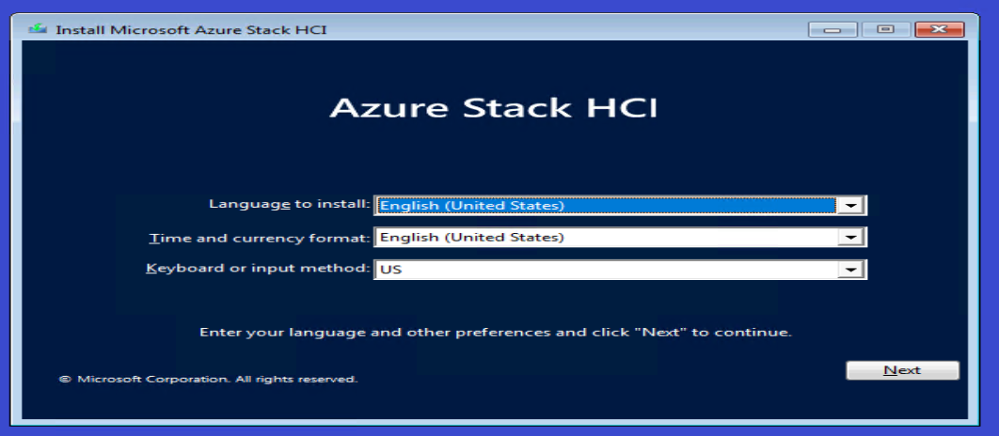 Install Microsoft Azure Stack HCI
Azure Stack HCI
Language to install: English (United States)
Time and currency format: English (United States)
Keyboard or input method: US
Enter your language and other preferences and click "Next" to continue.
© Microsoft Corporation. All rights reserved.
Next